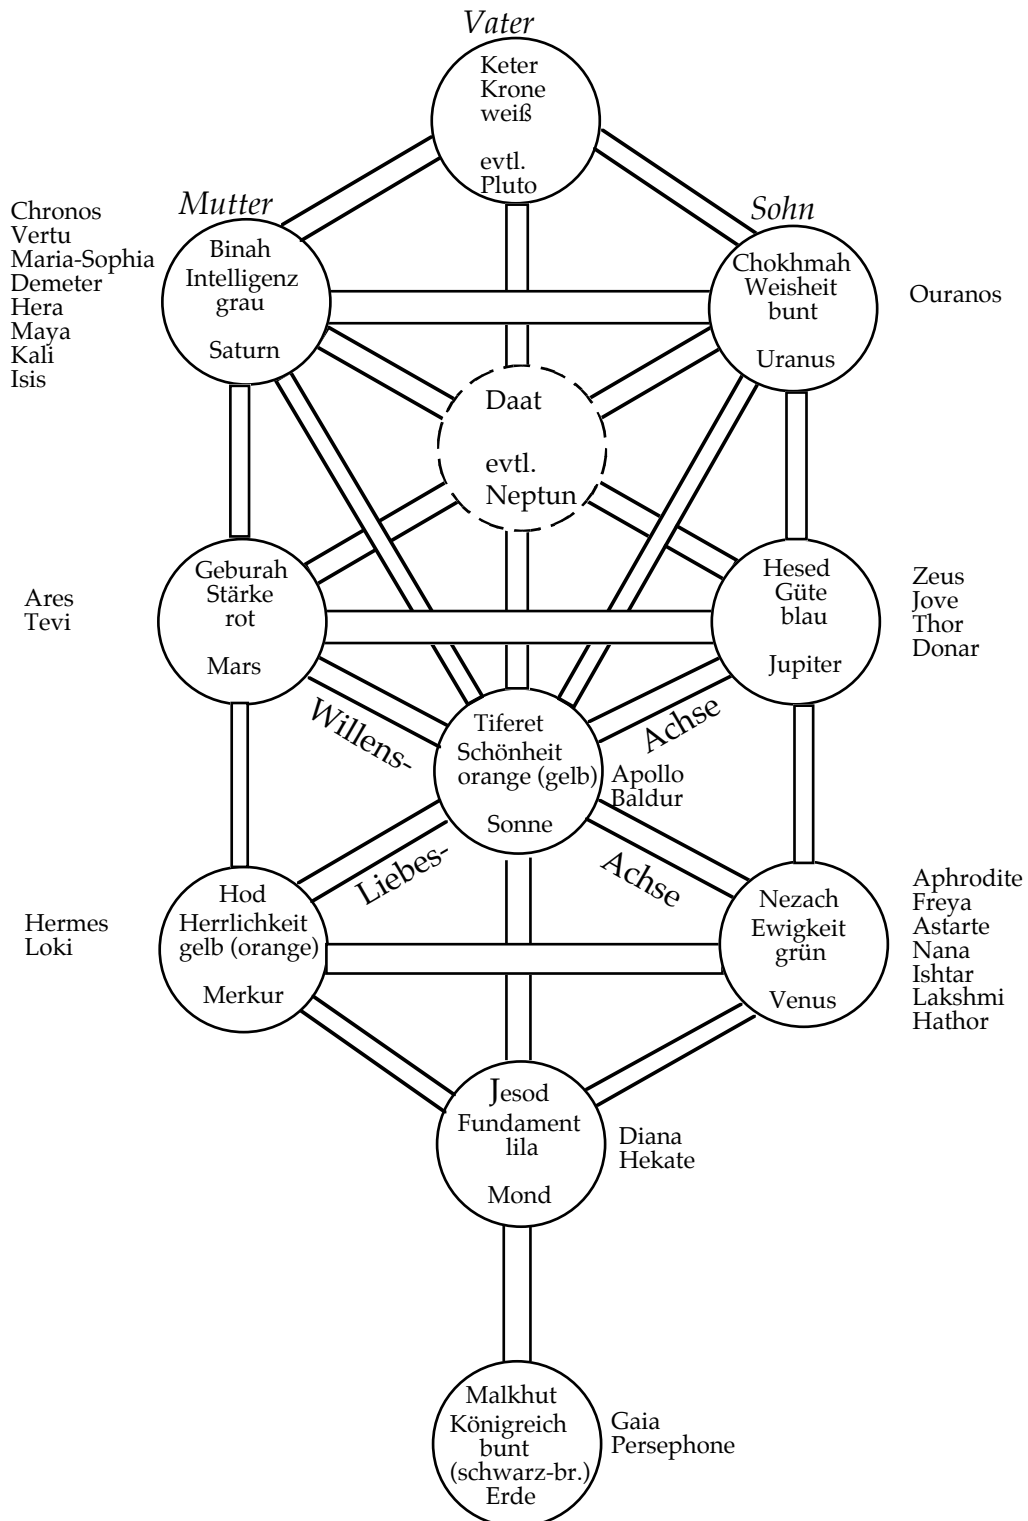 Vater
Keter
Krone
weiß
evtl.
Pluto
Mutter
Sohn
Chronos
Vertu
Maria-Sophia
Demeter
Hera
Maya
Kali
Isis
Binah
Intelligenz
grau
Saturn
Chokhmah
Weisheit
bunt
Uranus
Ouranos
Daat
evtl.
Neptun
Ares
Tevi
Geburah
Stärke
rot
Mars
Hesed
Güte
blau
Jupiter
Zeus
Jove
Thor
Donar
Willens-
Achse
Tiferet
Schönheit
orange (gelb)
Sonne
Apollo
Baldur
Liebes-
Achse
Hermes
Loki
Hod
Herrlichkeit
gelb (orange)
Merkur
Nezach
Ewigkeit
grün
Venus
Aphrodite
Freya
Astarte
Nana
Ishtar
Lakshmi
Hathor
Jesod
Fundament
lila
Mond
Diana
Hekate
Malkhut
Königreich
bunt
(schwarz-br.)
Erde
Gaia
Persephone